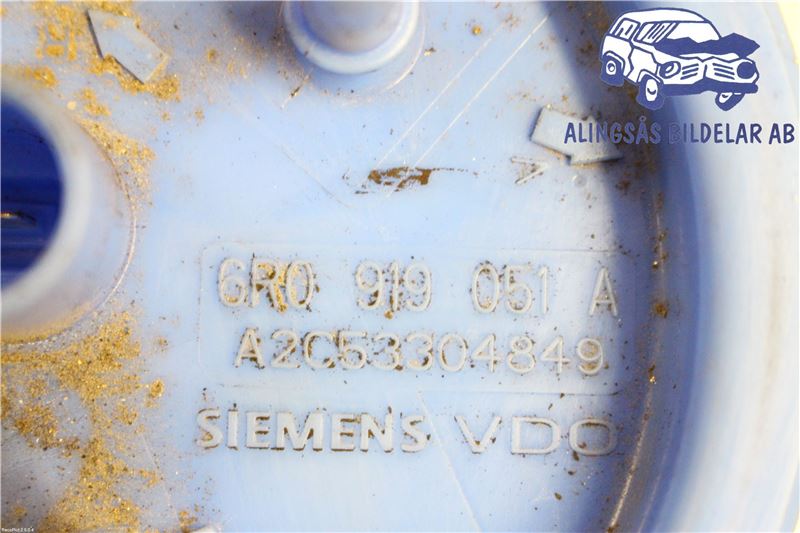 ALINGSÅS BILDELAR AB
6R0 919 051 A
A2C53304849
SIEMENS VDO